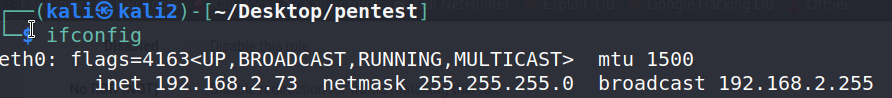 ┌──(kali㉿kali2)-[~/Desktop/pentest]
└─$ ifconfig
eth0: flags=4163<UP,BROADCAST,RUNNING,MULTICAST>  mtu 1500
        inet 192.168.2.73  netmask 255.255.255.0  broadcast 192.168.2.255